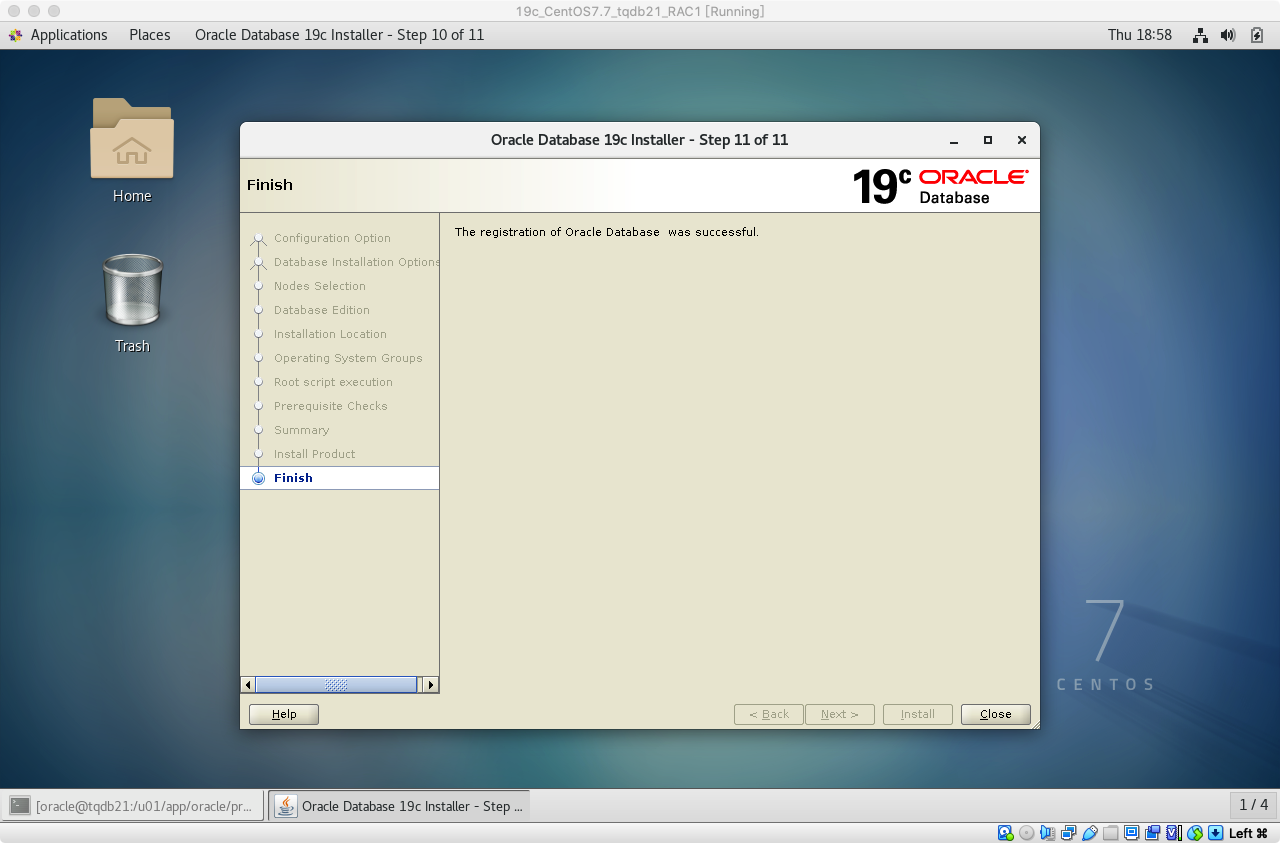 19c_CentOS7.7_tqdb21_RAC1 [Running]
Applications Places Oracle Database 19c Installer - Step 10 of 11 Thu 18:58
Home
Trash
Oracle Database 19c Installer - Step 11 of 11
Finish
19c ORACLE Database
Configuration Option
Database Installation Options
Nodes Selection
Database Edition
Installation Location
Operating System Groups
Root script execution
Prerequisite Checks
Summary
Install Product
Finish
The registration of Oracle Database was successful.
Help < Back Next > Install Close
7
CENTOS
[oracle@tqdb21:/u01/app/oracle/pr... Oracle Database 19c Installer - Step ... 1 / 4
Left ⌘